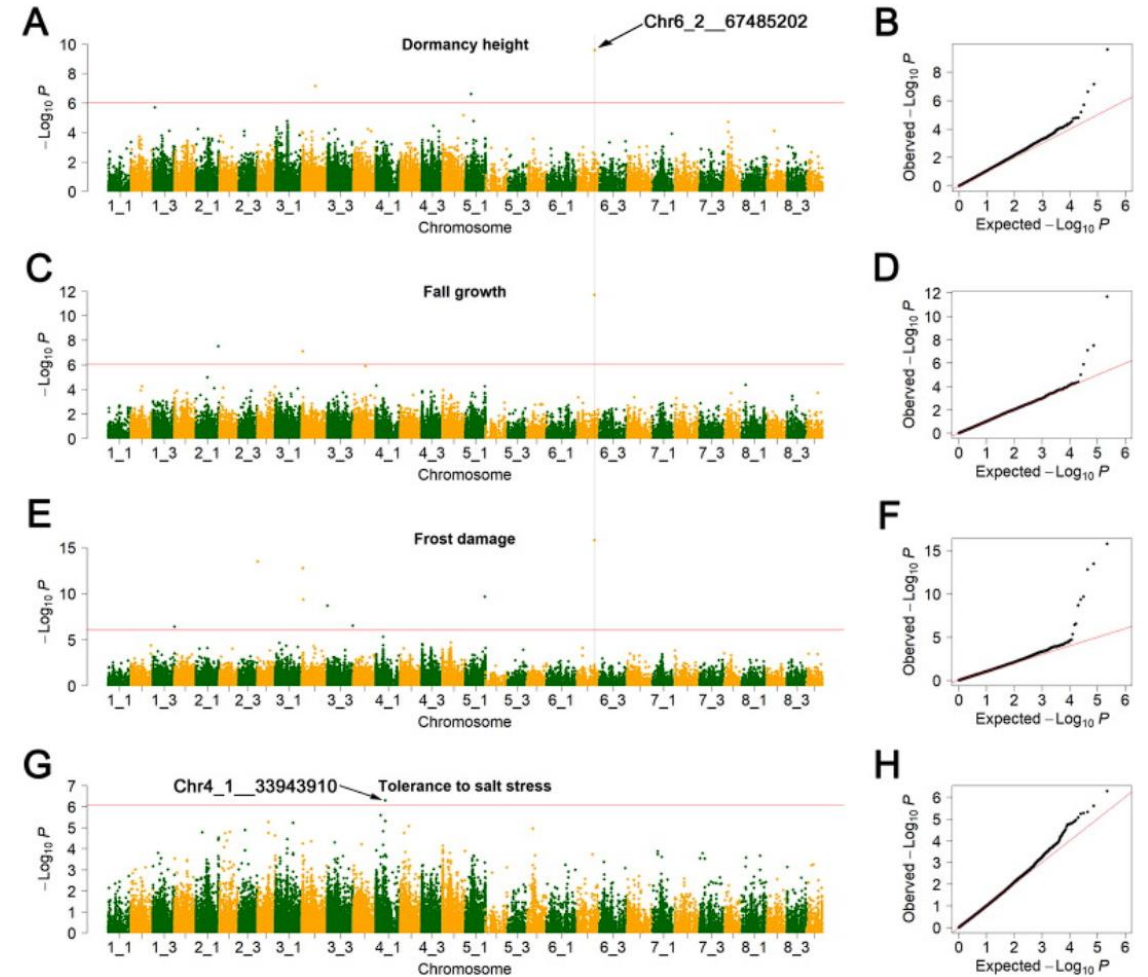 A
Dormancy height
Chr6_2__67485202
−Log10 P
10
8
6
4
2
0
1_1 1_3 2_1 2_3 3_1 3_3 4_1 4_3 5_1 5_3 6_1 6_3 7_1 7_3 8_1 8_3
Chromosome
B
Oberved −Log10 P
8
6
4
2
0
0 1 2 3 4 5 6
Expected −Log10 P
C
Fall growth
−Log10 P
12
10
8
6
4
2
0
1_1 1_3 2_1 2_3 3_1 3_3 4_1 4_3 5_1 5_3 6_1 6_3 7_1 7_3 8_1 8_3
Chromosome
D
Oberved −Log10 P
12
10
8
6
4
2
0
0 1 2 3 4 5 6
Expected −Log10 P
E
Frost damage
−Log10 P
15
10
5
0
1_1 1_3 2_1 2_3 3_1 3_3 4_1 4_3 5_1 5_3 6_1 6_3 7_1 7_3 8_1 8_3
Chromosome
F
Oberved −Log10 P
15
10
5
0
0 1 2 3 4 5 6
Expected −Log10 P
G
Chr4_1__33943910
Tolerance to salt stress
−Log10 P
7
6
5
4
3
2
1
0
1_1 1_3 2_1 2_3 3_1 3_3 4_1 4_3 5_1 5_3 6_1 6_3 7_1 7_3 8_1 8_3
Chromosome
H
Oberved −Log10 P
6
5
4
3
2
1
0
0 1 2 3 4 5 6
Expected −Log10 P